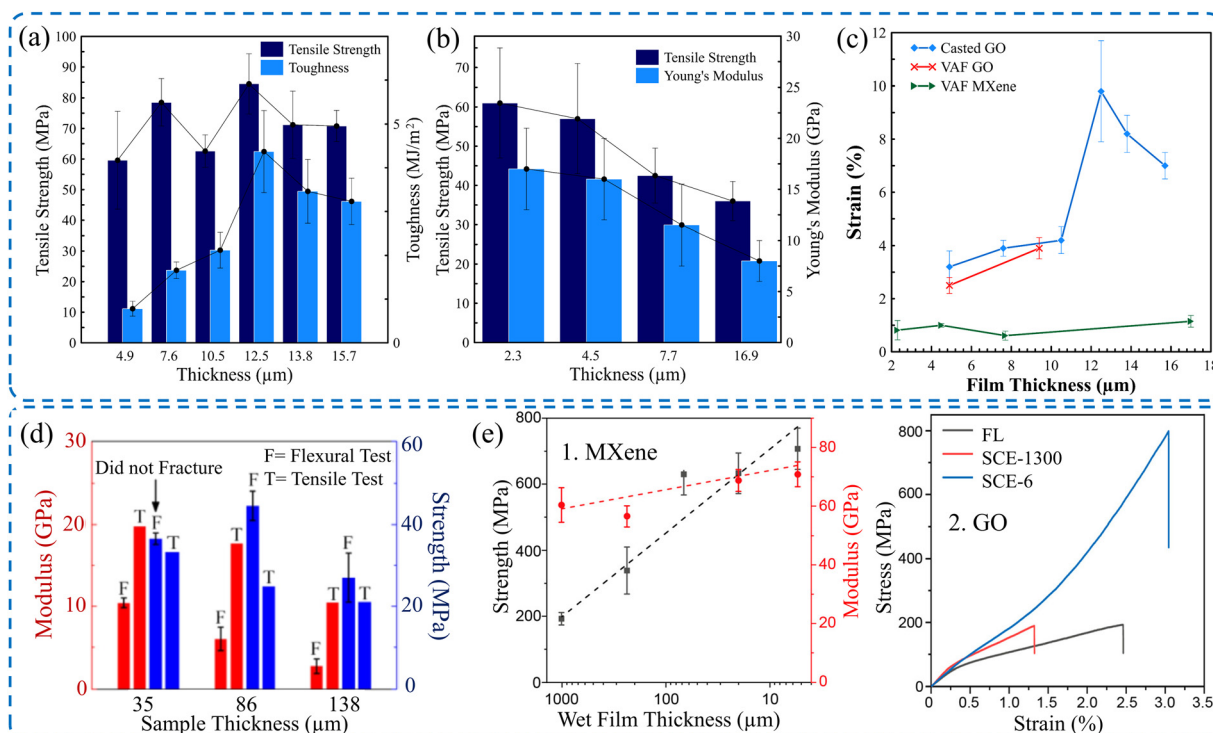 (a)
Tensile Strength
Toughness
Tensile Strength (MPa)
100
90
80
70
60
50
40
30
20
10
0
5
0
Toughness (MJ/m²)
4.9 7.6 10.5 12.5 13.8 15.7
Thickness (µm)
(b)
Tensile Strength
Young's Modulus
Tensile Strength (MPa)
70
60
50
40
30
20
10
0
30
25
20
15
10
5
0
Young's Modulus (GPa)
2.3 4.5 7.7 16.9
Thickness (µm)
(c)
Casted GO
VAF GO
VAF MXene
Strain (%)
12
10
8
6
4
2
0
2 4 6 8 10 12 14 16 18
Film Thickness (µm)
(d)
F= Flexural Test
T= Tensile Test
Did not Fracture
Modulus (GPa)
30
20
10
0
F T F T
F T F T
F T F T
60
40
20
0
Strength (MPa)
35 86 138
Sample Thickness (µm)
(e)
1. MXene
Strength (MPa)
800
600
400
200
0
80
60
40
20
0
Modulus (GPa)
1000 100 10
Wet Film Thickness (µm)
FL
SCE-1300
SCE-6
2. GO
Stress (MPa)
800
600
400
200
0
0 0.5 1.0 1.5 2.0 2.5 3.0 3.5
Strain (%)